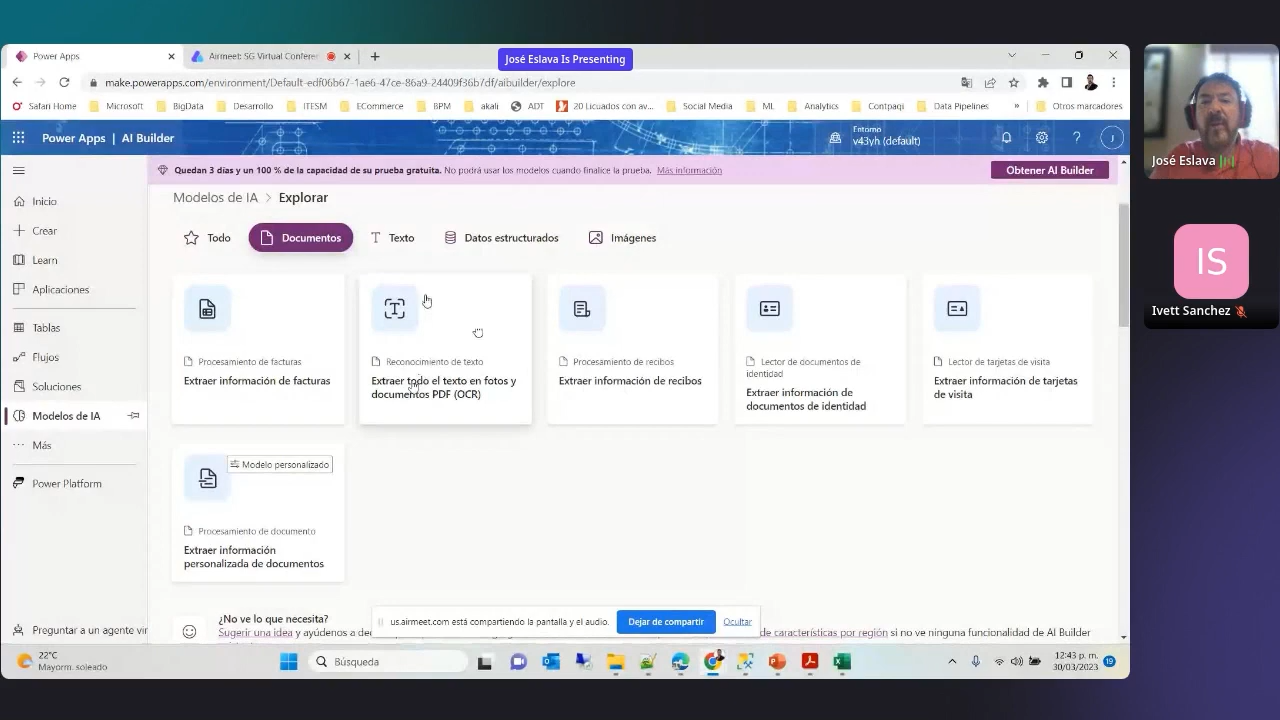 José Eslava Is Presenting
Power Apps
Airmeet: SG Virtual Conferen
make.powerapps.com/environment/Default-edf06b67-1ae6-47ce-86a9-24409f36b7df/aibuilder/explore
Safari Home
Microsoft
BigData
Desarrollo
ITESM
ECommerce
BPM
akali
ADT
20 Licuados con av...
Social Media
ML
Analytics
Contpaqi
Data Pipelines
»
Otros marcadores
Power Apps | AI Builder
Entorno
v43yh (default)
?
J
Quedan 3 días y un 100 % de la capacidad de su prueba gratuita. No podrá usar los modelos cuando finalice la prueba. Más información
Obtener AI Builder
Inicio
Crear
Learn
Aplicaciones
Tablas
Flujos
Soluciones
Modelos de IA
Más
Power Platform
Preguntar a un agente vir
Modelos de IA > Explorar
Todo
Documentos
Texto
Datos estructurados
Imágenes
Procesamiento de facturas
Extraer información de facturas
Reconocimiento de texto
Extraer todo el texto en fotos y
documentos PDF (OCR)
Procesamiento de recibos
Extraer información de recibos
Lector de documentos de
identidad
Extraer información de
documentos de identidad
Lector de tarjetas de visita
Extraer información de tarjetas
de visita
Modelo personalizado
Procesamiento de documento
Extraer información
personalizada de documentos
¿No ve lo que necesita?
Sugerir una idea y ayúdenos a de
de características por región si no ve ninguna funcionalidad de AI Builder
us.airmeet.com está compartiendo la pantalla y el audio.
Dejar de compartir
Ocultar
22°C
Mayorm. soleado
Búsqueda
12:43 p. m.
30/03/2023
19
José Eslava
IS
Ivett Sanchez